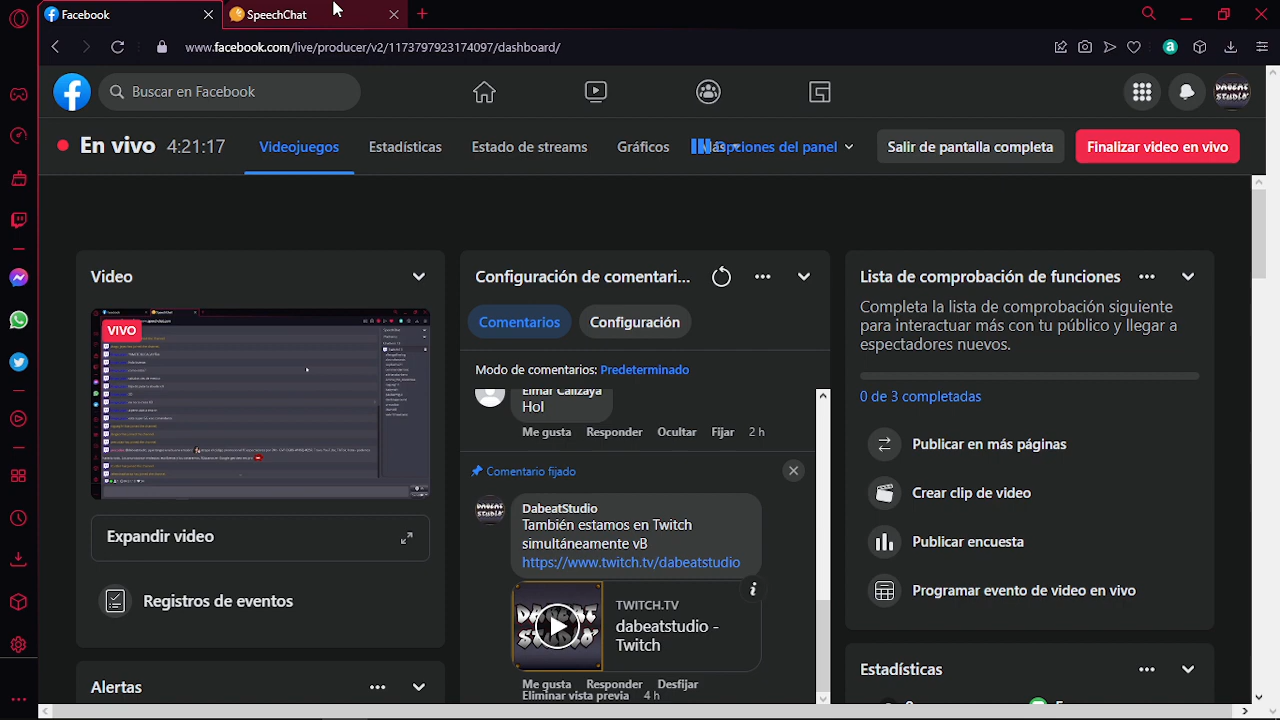 Facebook
SpeechChat
www.facebook.com/live/producer/v2/1173797923174097/dashboard/
Buscar en Facebook
DABEAT STUDIO
En vivo
4:21:17
Videojuegos
Estadísticas
Estado de streams
Gráficos
Más
Opciones del panel
Salir de pantalla completa
Finalizar video en vivo
Video
VIVO
Expandir video
Registros de eventos
Alertas
Configuración de comentari...
Comentarios
Configuración
Modo de comentarios: Predeterminado
Hol
Me gusta Responder Ocultar Fijar 2 h
Comentario fijado
DabeatStudio
También estamos en Twitch
simultáneamente vB
https://www.twitch.tv/dabeatstudio
DABEAT
STUDIO
TWITCH.TV
dabeatstudio -
Twitch
Me gusta Responder Desfijar
Eliminar vista previa 4 h
Lista de comprobación de funciones
Completa la lista de comprobación siguiente
para interactuar más con tu público y llegar a
espectadores nuevos.
0 de 3 completadas
Publicar en más páginas
Crear clip de video
Publicar encuesta
Programar evento de video en vivo
Estadísticas